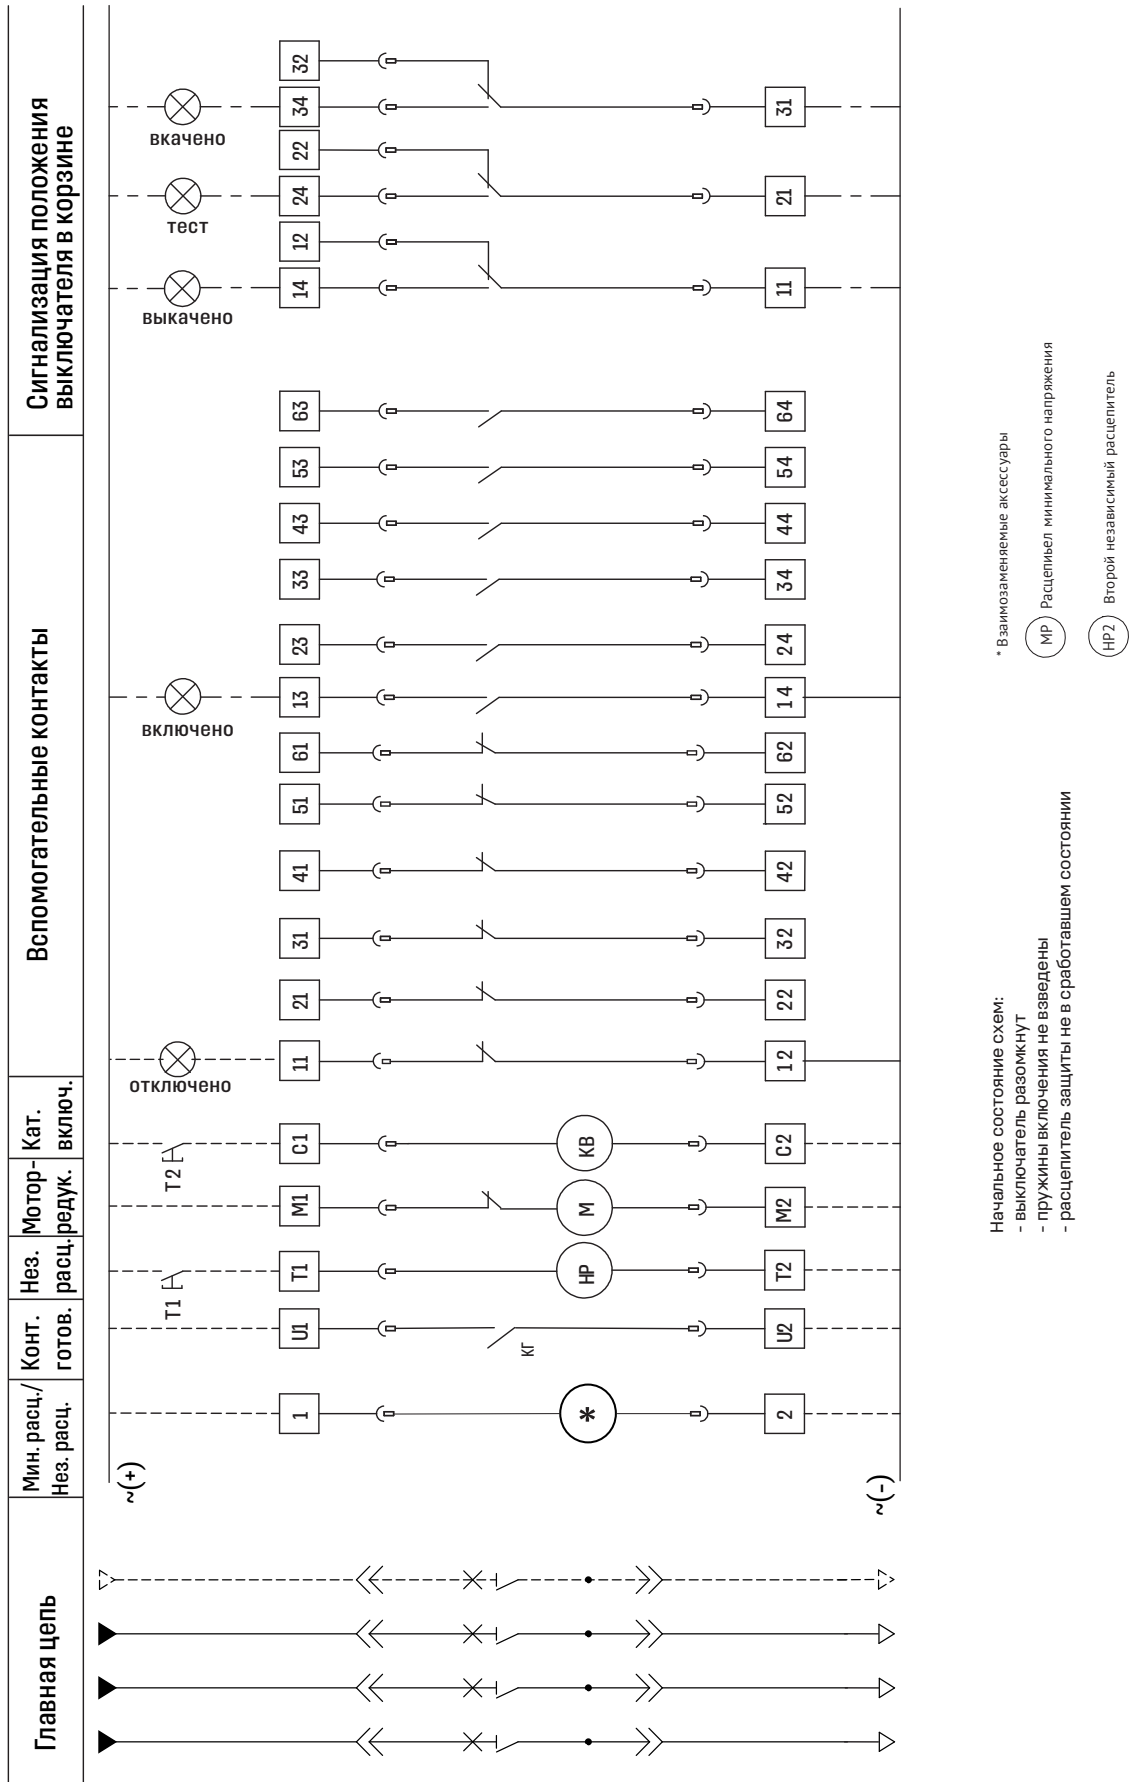 Главная цепь
Мин. расц./
Нез. расц.
Конт.
готов.
Нез.
расц.
Мотор-
редук.
Кат.
включ.
Вспомогательные контакты
Сигнализация положения
выключателя в корзине
~(+)
T1
T2
отключено
включено
выкачено
тест
вкачено
1
U1
T1
M1
C1
11
21
31
41
51
61
13
23
33
43
53
63
14
12
24
22
34
32
*
КГ
НР
М
КВ
2
U2
T2
M2
C2
12
22
32
42
52
62
14
24
34
44
54
64
11
21
31
~(-)
Начальное состояние схем:
- выключатель разомкнут
- пружины включения не взведены
- расцепитель защиты не в сработавшем состоянии
* Взаимозаменяемые аксессуары
МР Расцепиьел минимального напряжения
НР2 Второй независимый расцепитель